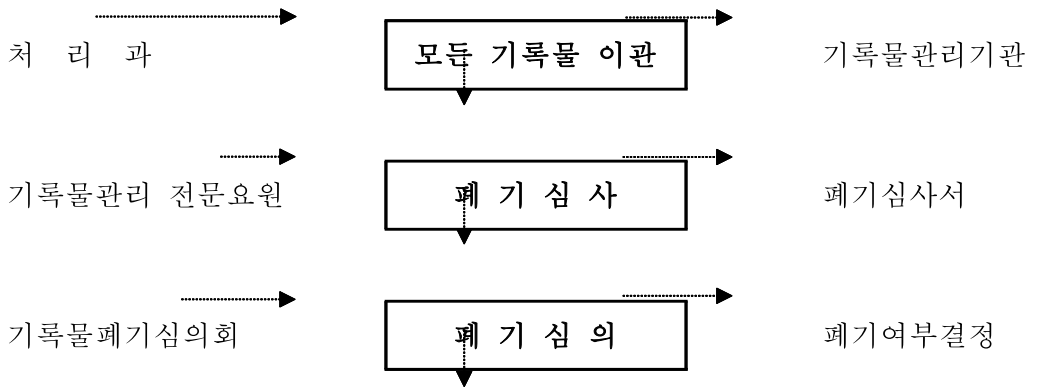 처 리 과 모든 기록물 이관 기록물관리기관
기록물관리 전문요원 폐 기 심 사 폐기심사서
기록물폐기심의회 폐 기 심 의 폐기여부결정